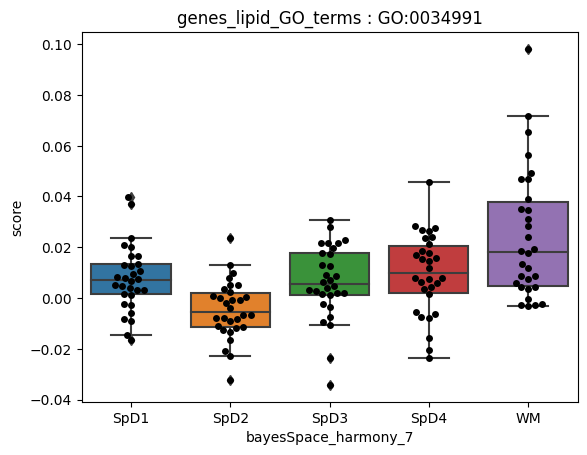 genes_lipid_GO_terms : GO:0034991
0.10
0.08
0.06
0.04
0.02
0.00
−0.02
−0.04
score
SpD1 SpD2 SpD3 SpD4 WM
bayesSpace_harmony_7